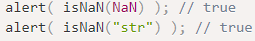 alert( isNaN(NaN) ); // true
alert( isNaN("str") ); // true